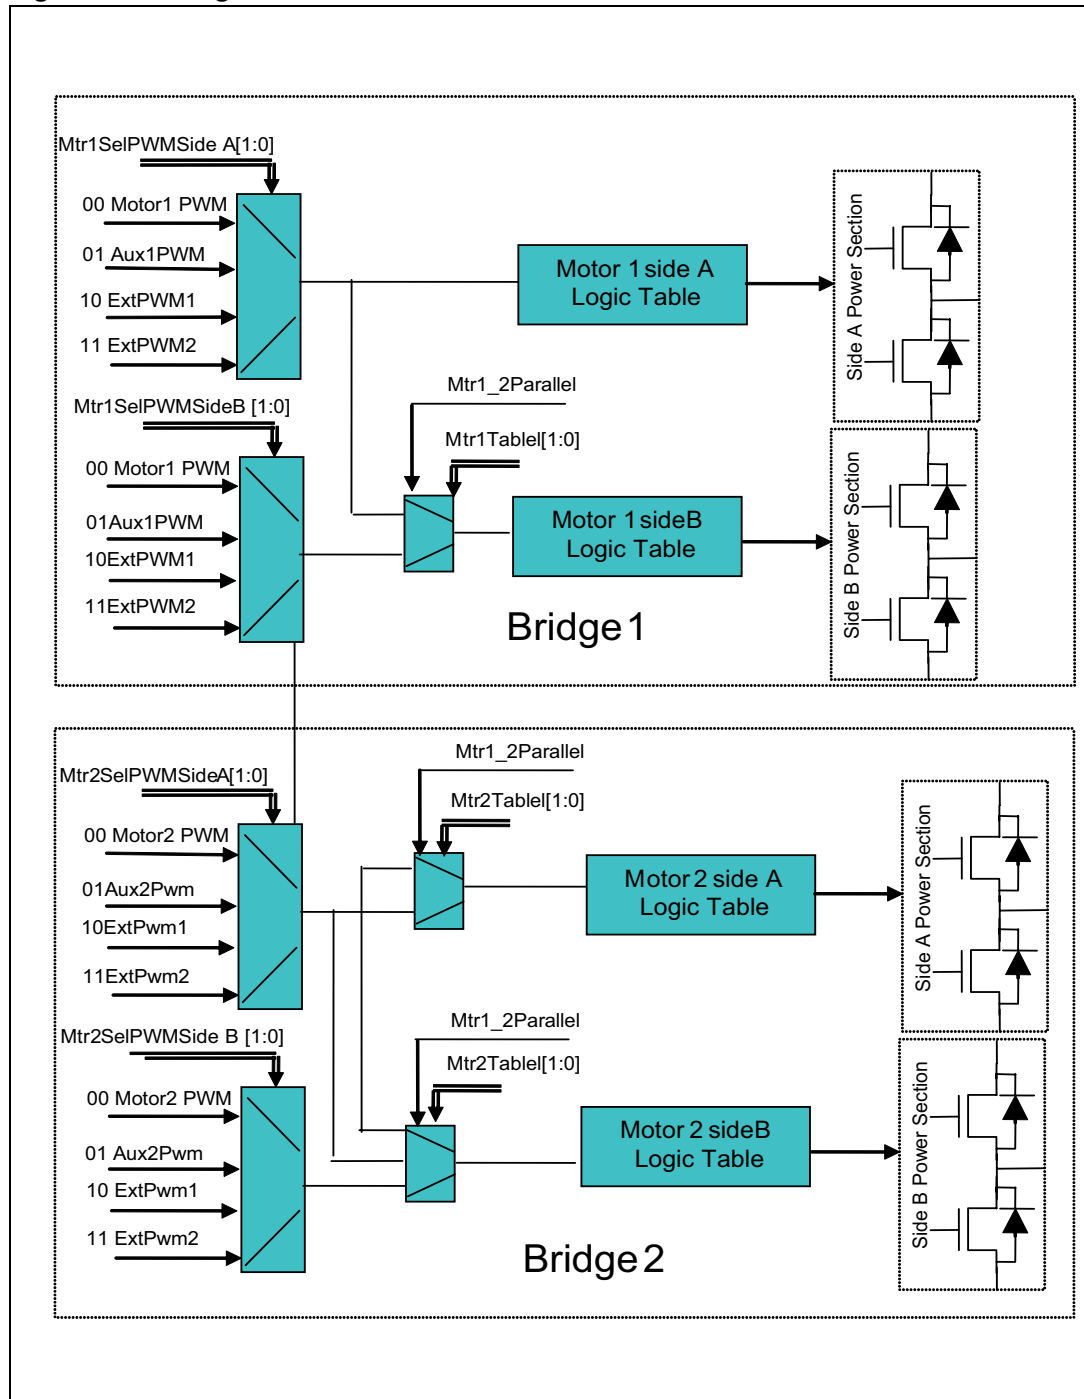 Mtr1SelPWMSide A[1:0]
00 Motor1 PWM
01 Aux1PWM
10 ExtPWM1
11 ExtPWM2
Motor 1 side A
Logic Table
Side A Power Section
Mtr1_2Parallel
Mtr1TableI[1:0]
Mtr1SelPWMSideB [1:0]
00 Motor1 PWM
01Aux1PWM
10ExtPWM1
11ExtPWM2
Motor 1 sideB
Logic Table
Side B Power Section
Bridge 1
Mtr1_2Parallel
Mtr2SelPWMSideA[1:0]
Mtr2TableI[1:0]
00 Motor2 PWM
01Aux2Pwm
10ExtPwm1
11ExtPwm2
Motor 2 side A
Logic Table
Side A Power Section
Mtr1_2Parallel
Mtr2SelPWMSide B [1:0]
Mtr2TableI[1:0]
00 Motor2 PWM
01 Aux2Pwm
10 ExtPwm1
11 ExtPwm2
Motor 2 sideB
Logic Table
Side B Power Section
Bridge 2